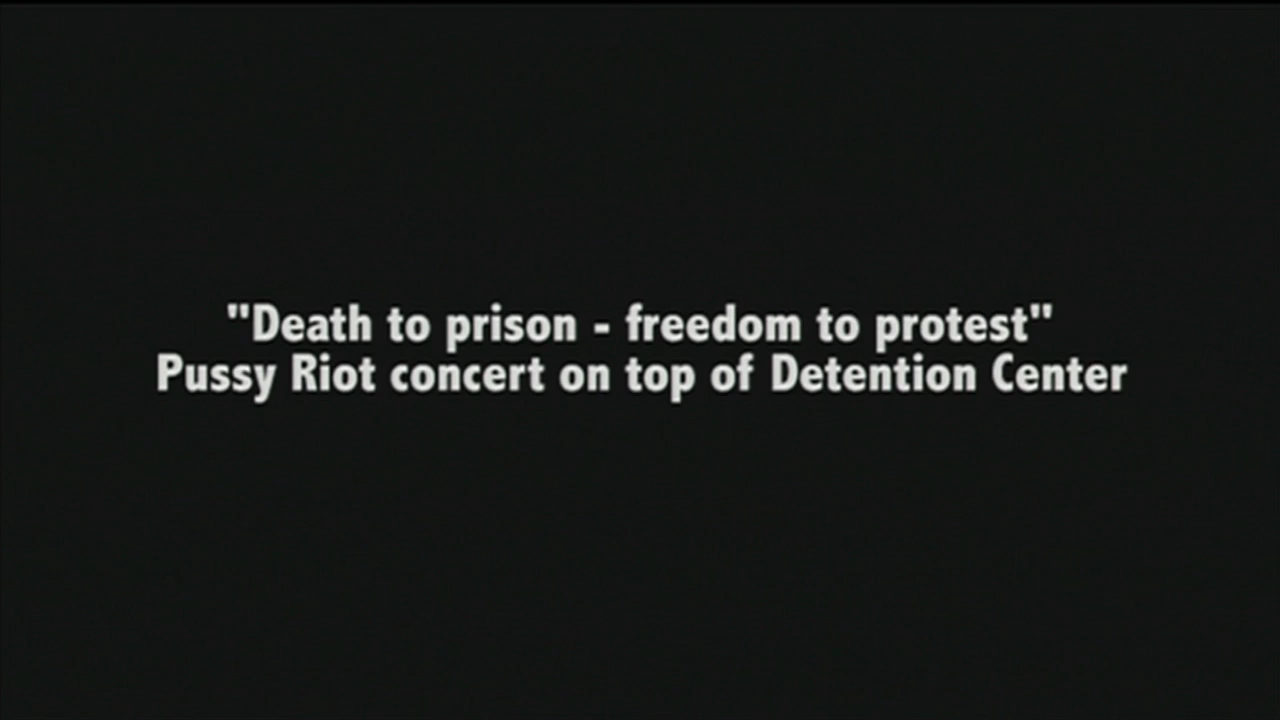 "Death to prison - freedom to protest"
Pussy Riot concert on top of Detention Center